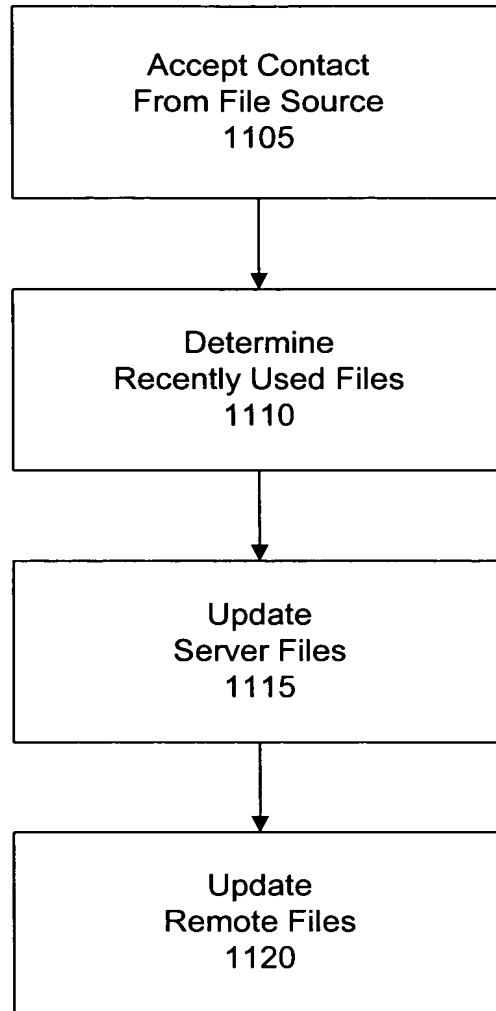 Accept Contact
From File Source
1105
Determine
Recently Used Files
1110
Update
Server Files
1115
Update
Remote Files
1120